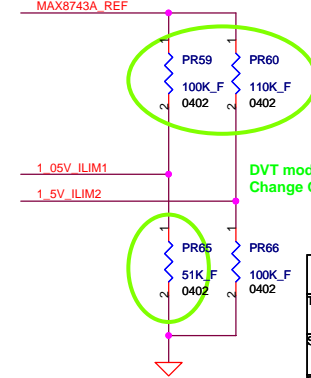 MAX8743A_REF
1
1
PR59
PR60
100K_F
110K_F
2
2
0402
0402
1_05V_ILIM1
DVT mod
1_5V_ILIM2
Change
1
1
PR65
PR66
51K_F
100K_F
2
2
0402
0402